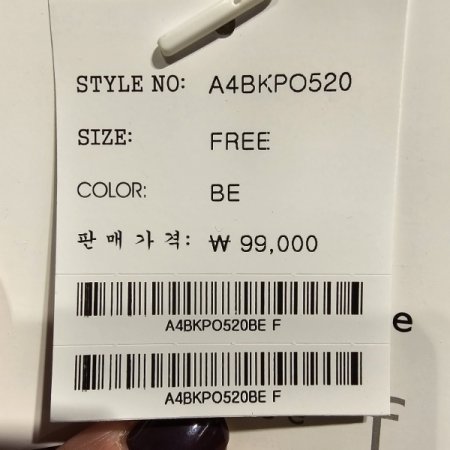 STYLE NO: A4BKPO520
SIZE: FREE
COLOR: BE
판매가격: ₩ 99,000
A4BKPO520BE F
e
A4BKPO520BE F